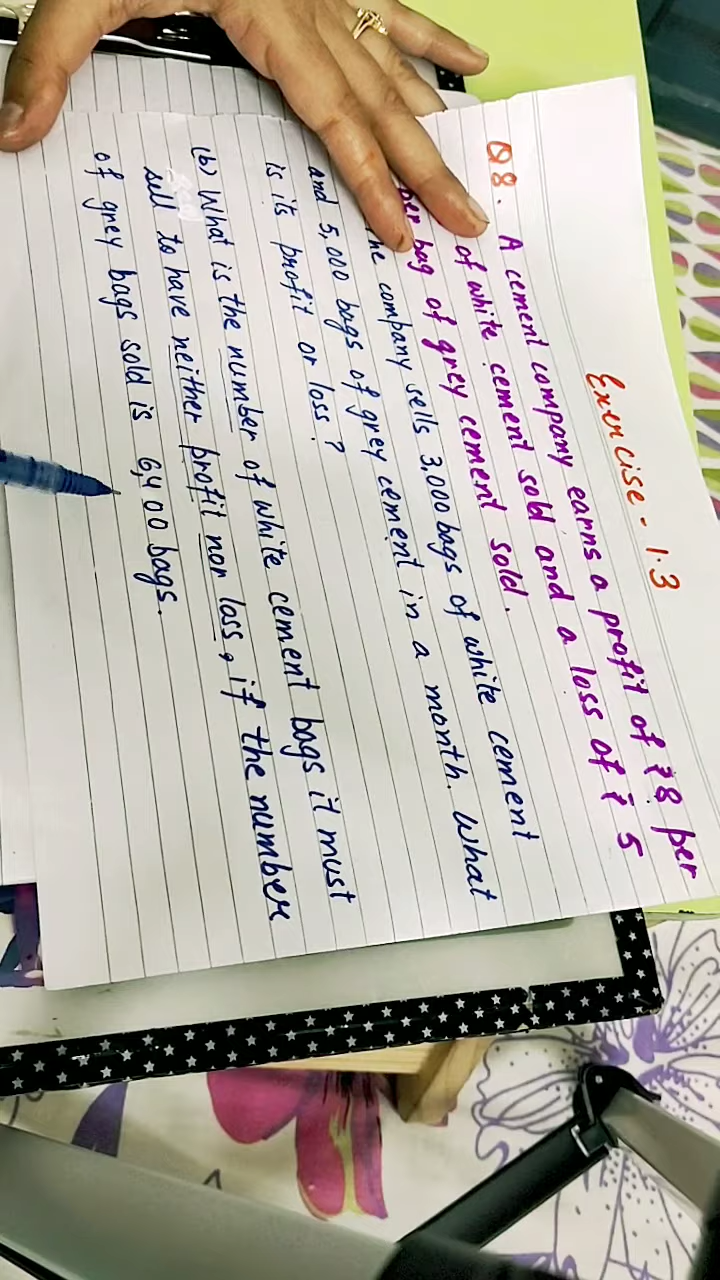 Exercise - 1.3
Q8. A cement company earns a profit of ₹8 per
of white cement sold and a loss of ₹5
per bag of grey cement sold.
he company sells 3,000 bags of white cement
and 5,000 bags of grey cement in a month. What
is its profit or loss?
(b) What is the number of white cement bags it must
sell to have neither profit nor loss, if the number
of grey bags sold is 6,400 bags.